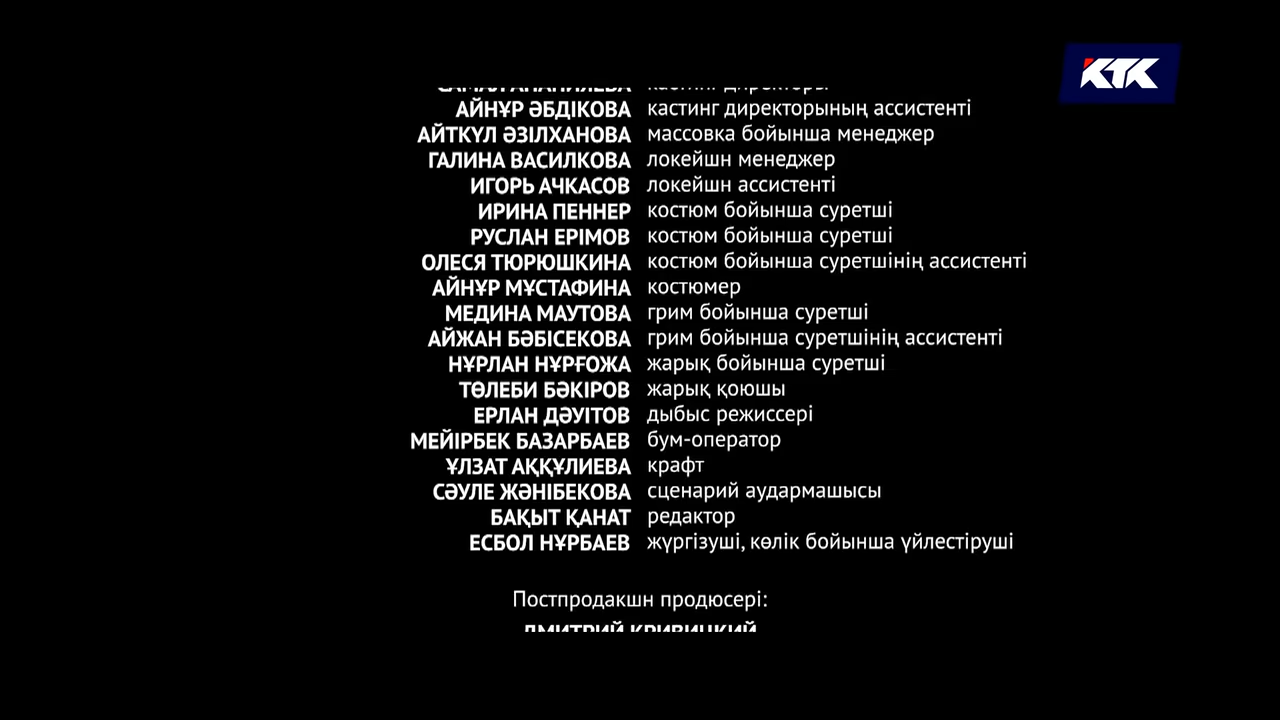 КТК
АЙНҰР ӘБДІКОВА кастинг директорының ассистенті
АЙТКҮЛ ӘЗІЛХАНОВА массовка бойынша менеджер
ГАЛИНА ВАСИЛКОВА локейшн менеджер
ИГОРЬ АЧКАСОВ локейшн ассистенті
ИРИНА ПЕННЕР костюм бойынша суретші
РУСЛАН ЕРІМОВ костюм бойынша суретші
ОЛЕСЯ ТЮРЮШКИНА костюм бойынша суретшінің ассистенті
АЙНҰР МҰСТАФИНА костюмер
МЕДИНА МАУТОВА грим бойынша суретші
АЙЖАН БӘБІСЕКОВА грим бойынша суретшінің ассистенті
НҰРЛАН НҰРҒОЖА жарық бойынша суретші
ТӨЛЕБИ БӘКІРОВ жарық қоюшы
ЕРЛАН ДӘУІТОВ дыбыс режиссері
МЕЙІРБЕК БАЗАРБАЕВ бум-оператор
ҰЛЗАТ АҚҚҰЛИЕВА крафт
СӘУЛЕ ЖӘНІБЕКОВА сценарий аудармашысы
БАҚЫТ ҚАНАТ редактор
ЕСБОЛ НҰРБАЕВ жүргізуші, көлік бойынша үйлестіруші
Постпродакшн продюсері:
ДМИТРИЙ КРИВИЦКИЙ